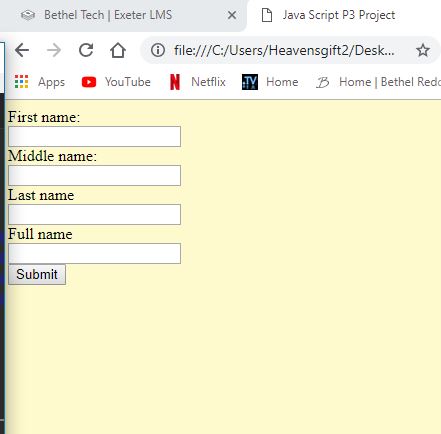 Bethel Tech | Exeter LMS
Java Script P3 Project
file:///C:/Users/Heavensgift2/Desk...
Apps YouTube Netflix Home Home | Bethel Redd
First name:
Middle name:
Last name
Full name
Submit